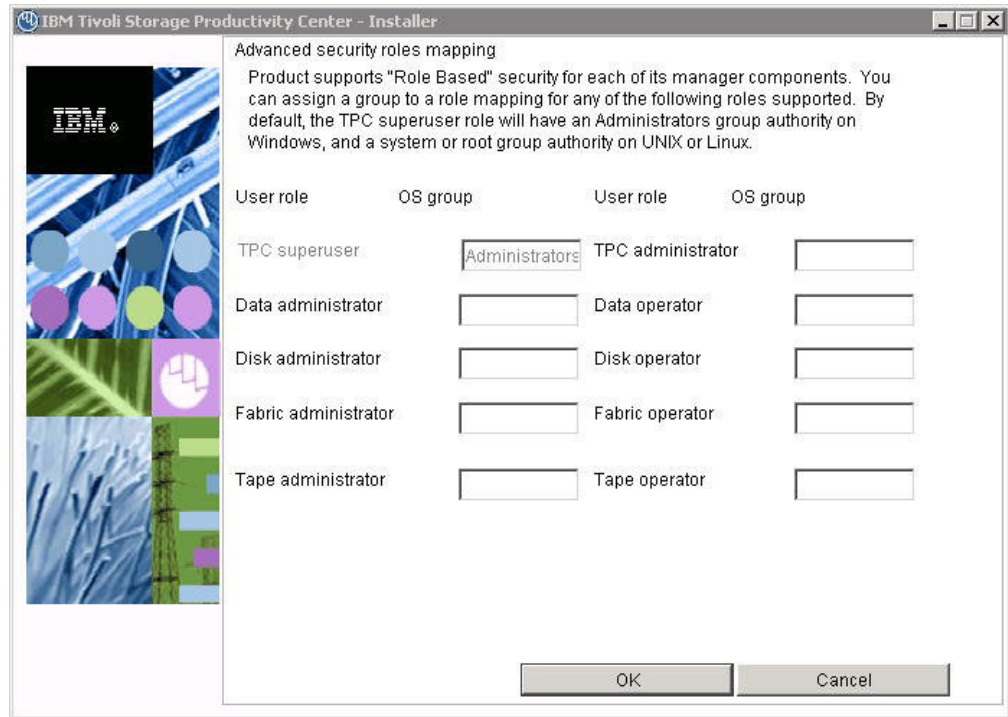 IBM Tivoli Storage Productivity Center - Installer
IBM®
Advanced security roles mapping
Product supports "Role Based" security for each of its manager components. You
can assign a group to a role mapping for any of the following roles supported. By
default, the TPC superuser role will have an Administrators group authority on
Windows, and a system or root group authority on UNIX or Linux.
User role OS group User role OS group
TPC superuser Administrators TPC administrator
Data administrator Data operator
Disk administrator Disk operator
Fabric administrator Fabric operator
Tape administrator Tape operator
OK Cancel